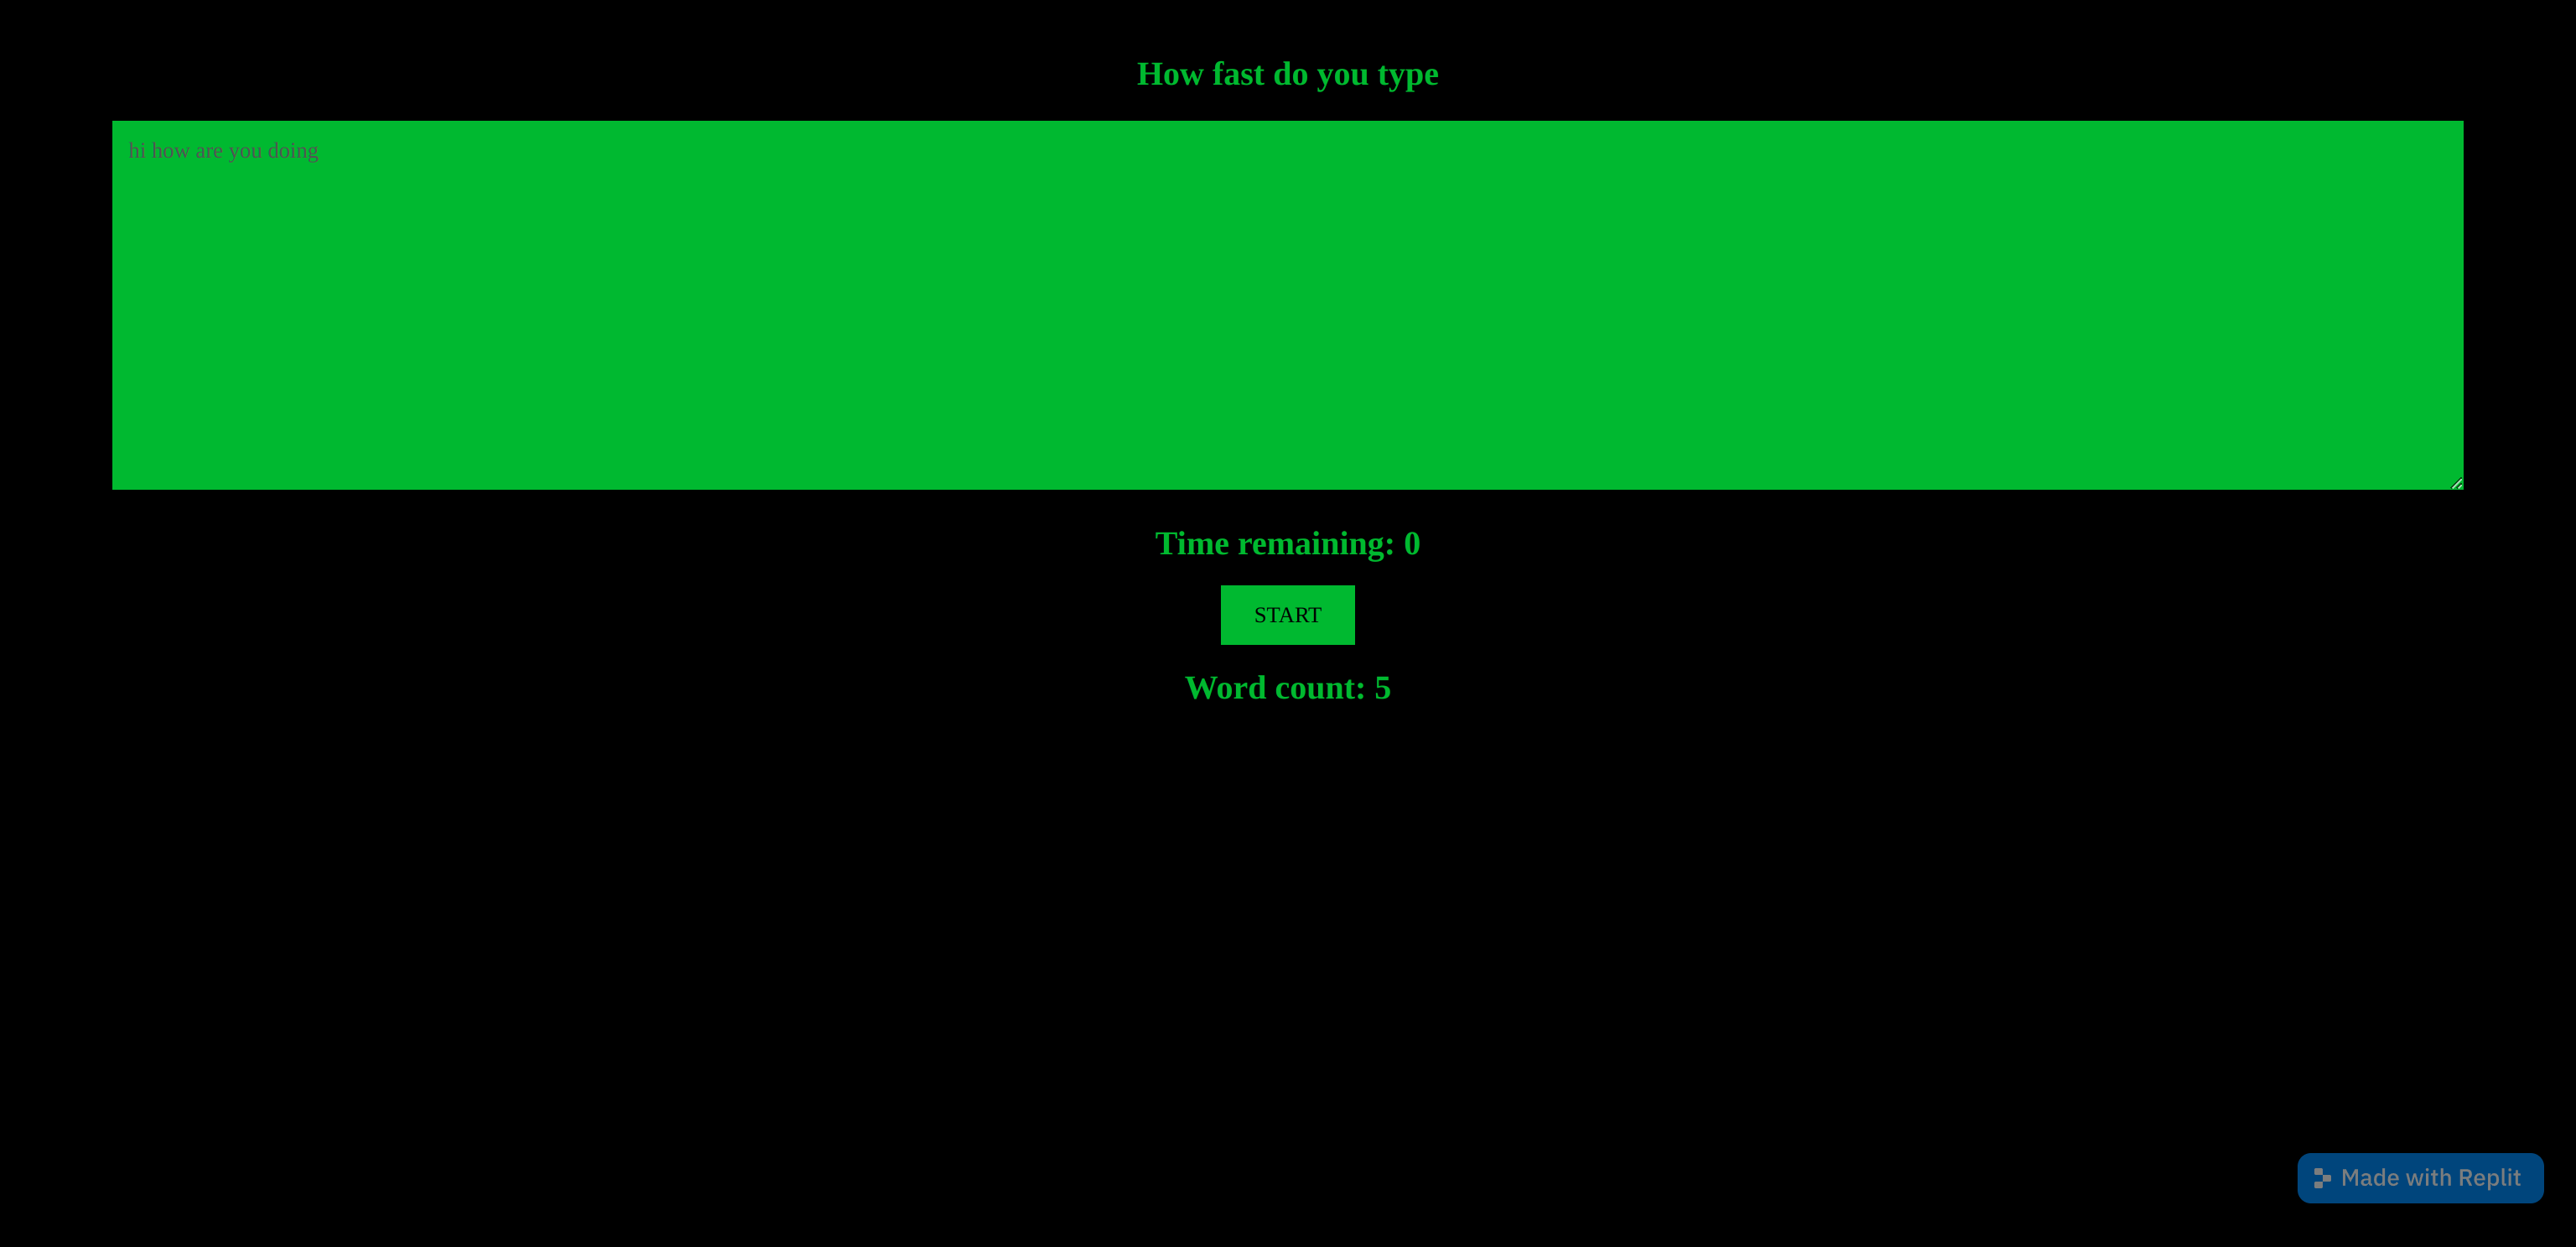 How fast do you type
hi how are you doing
Time remaining: 0
START
Word count: 5
Made with Replit